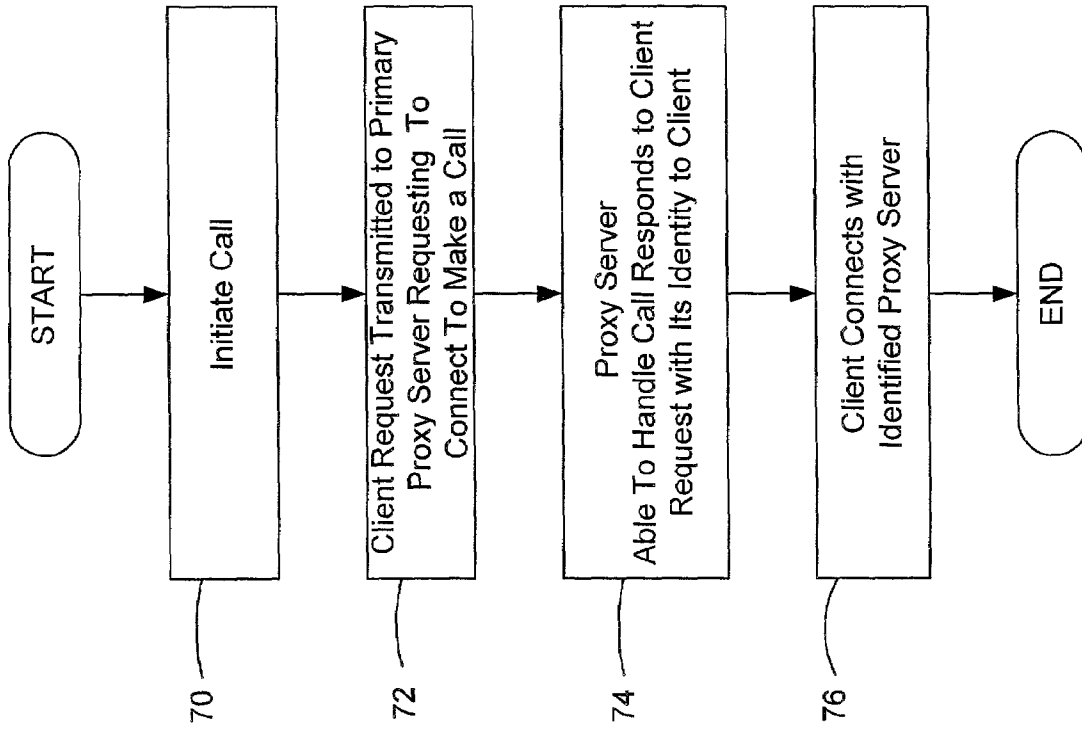 START
70
Initiate Call
72
Client Request Transmitted to Primary
Proxy Server Requesting To
Connect To Make a Call
74
Proxy Server
Able To Handle Call Responds to Client
Request with Its Identity to Client
76
Client Connects with
Identified Proxy Server
END